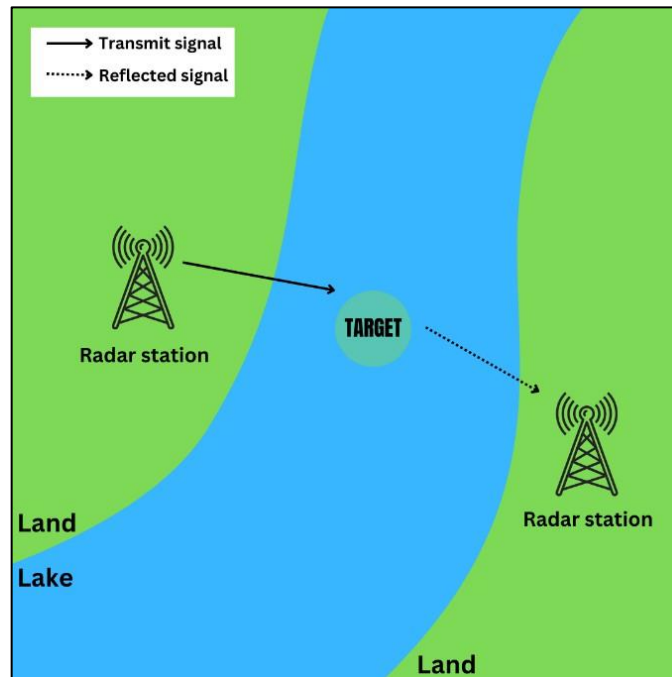 Transmit signal
Reflected signal
TARGET
Radar station
Radar station
Land
Lake
Land